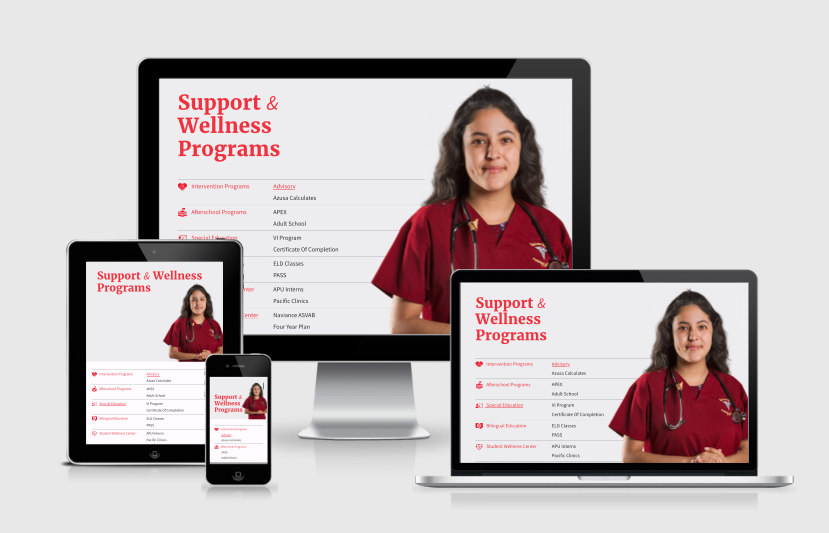 Support &
Wellness
Programs
Intervention Programs Advisory
Azusa Calculates
Afterschool Programs APEX
Adult School
Special Education VI Program
Certificate Of Completion
ELD Classes
PASS
nter APU Interns
Pacific Clinics
Center Naviance ASVAB
Four Year Plan
Support & Wellness
Programs
Intervention Programs Advisory
Azusa Calculates
Afterschool Programs APEX
Adult School
Special Education VI Program
Certificate Of Completion
Bilingual Education ELD Classes
PASS
Student Wellness Center APU Interns
Pacific Clinics
Support &
Wellness
Programs
Intervention Programs
Advisory
Azusa Calculates
Afterschool Programs
APEX
Adult School
Support &
Wellness
Programs
Intervention Programs Advisory
Azusa Calculates
Afterschool Programs APEX
Adult School
Special Education VI Program
Certificate Of Completion
Bilingual Education ELD Classes
PASS
Student Wellness Center APU Interns
Pacific Clinics